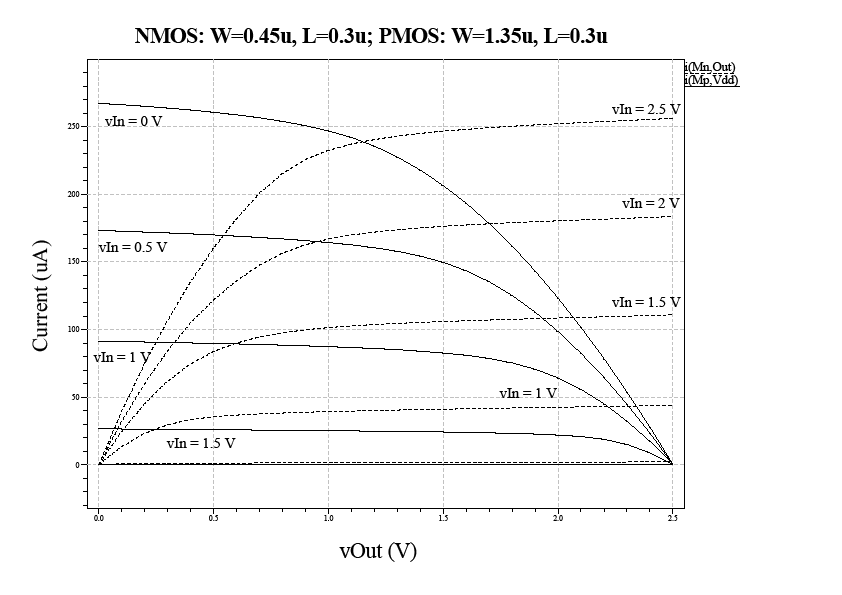 NMOS: W=0.45u, L=0.3u; PMOS: W=1.35u, L=0.3u
i(Mn,Out)
i(Mp,Vdd)
vIn = 2.5 V
vIn = 0 V
250
200
vIn = 2 V
vIn = 0.5 V
150
vIn = 1.5 V
100
vIn = 1 V
vIn = 1 V
50
vIn = 1.5 V
0
0.0 0.5 1.0 1.5 2.0 2.5
Current (uA)
vOut (V)